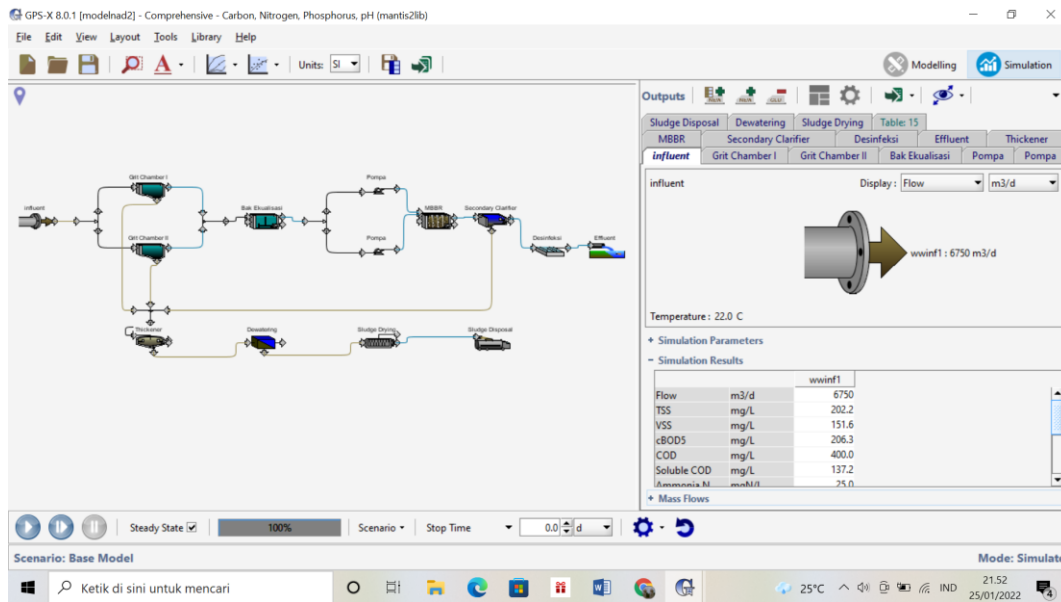 GPS-X 8.0.1 [modelnad2] - Comprehensive - Carbon, Nitrogen, Phosphorus, pH (mantis2lib)
File Edit View Layout Tools Library Help
Units: SI
Modelling
Simulation
Outputs
Sludge Disposal Dewatering Sludge Drying Table: 15
MBBR Secondary Clarifier Desinfeksi Effluent Thickener
influent Grit Chamber I Grit Chamber II Bak Ekualisasi Pompa Pompa
influent Display : Flow m3/d
wwinf1 : 6750 m3/d
Temperature : 22.0 C
+ Simulation Parameters
− Simulation Results
wwinf1
Flow m3/d 6750
TSS mg/L 202.2
VSS mg/L 151.6
cBOD5 mg/L 206.3
COD mg/L 400.0
Soluble COD mg/L 137.2
Ammonia N mgN/L 25.0
+ Mass Flows
Grit Chamber I
Pompa
influent
Bak Ekualisasi
MBBR
Secondary Clarifier
Grit Chamber II
Pompa
Desinfeksi
Effluent
Thickener
Dewatering
Sludge Drying
Sludge Disposal
Steady State 100% Scenario Stop Time 0.0 d
Scenario: Base Model
Mode: Simulat
Ketik di sini untuk mencari
25°C
IND
21.52
25/01/2022
4